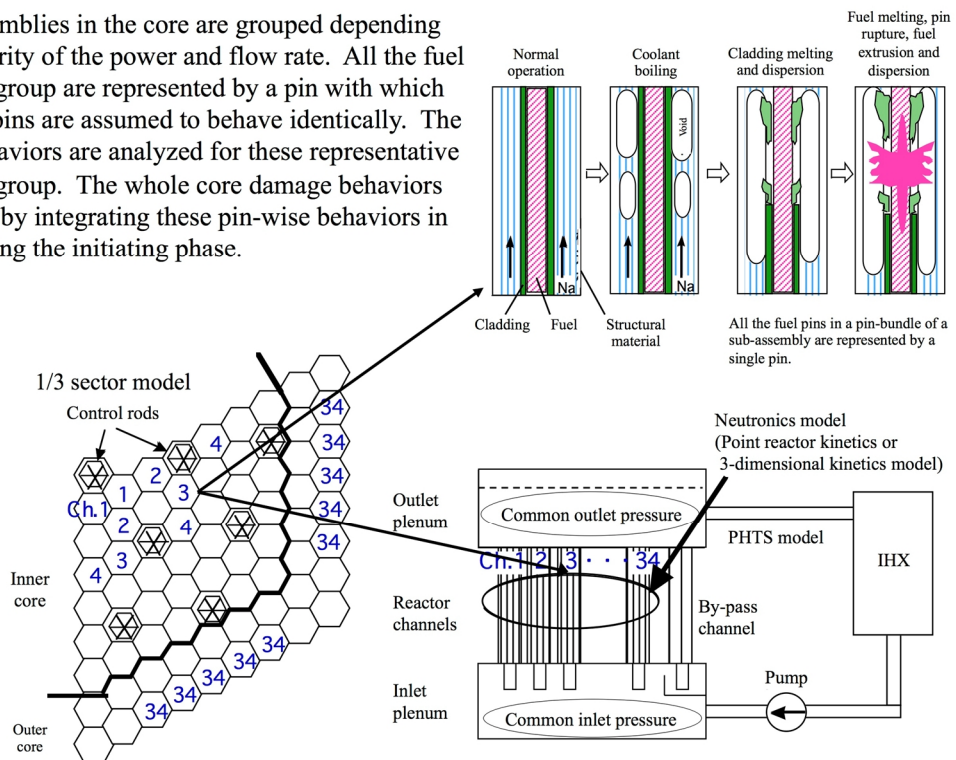 mblies in the core are grouped depending
rity of the power and flow rate. All the fuel
group are represented by a pin with which
pins are assumed to behave identically. The
aviors are analyzed for these representative
group. The whole core damage behaviors
by integrating these pin-wise behaviors in
ng the initiating phase.
Normal
operation
Coolant
boiling
Cladding melting
and dispersion
Fuel melting, pin
rupture, fuel
extrusion and
dispersion
Void
Na
Na
Cladding
Fuel
Structural
material
All the fuel pins in a pin-bundle of a
sub-assembly are represented by a
single pin.
1/3 sector model
Control rods
Ch.1
1
2
3
4
2
3
4
4
34
34
34
34
34
34
34
34
34
34
Inner
core
Outer
core
Neutronics model
(Point reactor kinetics or
3-dimensional kinetics model)
Outlet
plenum
Common outlet pressure
PHTS model
IHX
Ch.1 2 3 · · · 34
Reactor
channels
By-pass
channel
Inlet
plenum
Common inlet pressure
Pump